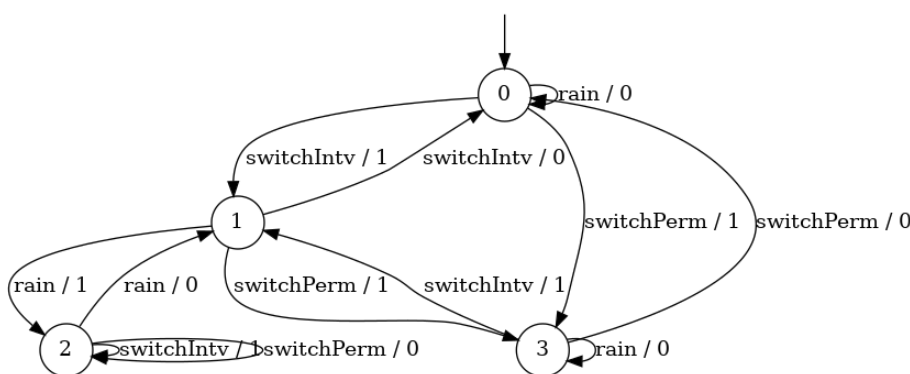 0
rain / 0
switchIntv / 1
switchIntv / 0
1
switchPerm / 1
switchPerm / 0
rain / 1
rain / 0
switchPerm / 1
switchIntv / 1
2
switchIntv / 1
switchPerm / 0
3
rain / 0